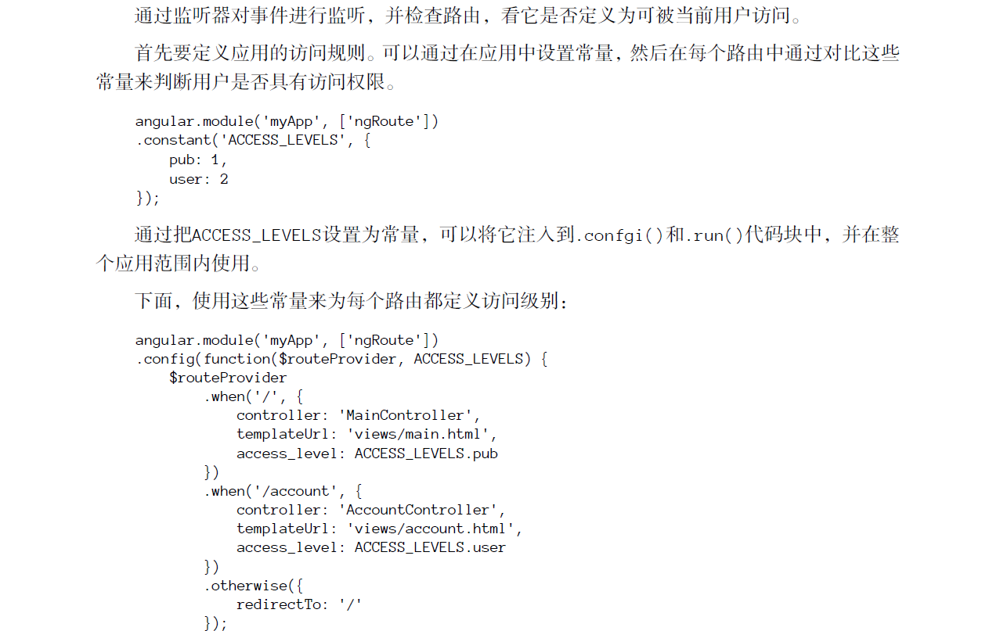 通过监听器对事件进行监听，并检查路由，看它是否定义为可被当前用户访问。
首先要定义应用的访问规则。可以通过在应用中设置常量，然后在每个路由中通过对比这些
常量来判断用户是否具有访问权限。
angular.module('myApp', ['ngRoute'])
.constant('ACCESS_LEVELS', {
    pub: 1,
    user: 2
});
通过把ACCESS_LEVELS设置为常量，可以将它注入到.confgi()和.run()代码块中，并在整
个应用范围内使用。
下面，使用这些常量来为每个路由都定义访问级别：
angular.module('myApp', ['ngRoute'])
.config(function($routeProvider, ACCESS_LEVELS) {
    $routeProvider
        .when('/', {
            controller: 'MainController',
            templateUrl: 'views/main.html',
            access_level: ACCESS_LEVELS.pub
        })
        .when('/account', {
            controller: 'AccountController',
            templateUrl: 'views/account.html',
            access_level: ACCESS_LEVELS.user
        })
        .otherwise({
            redirectTo: '/'
        });